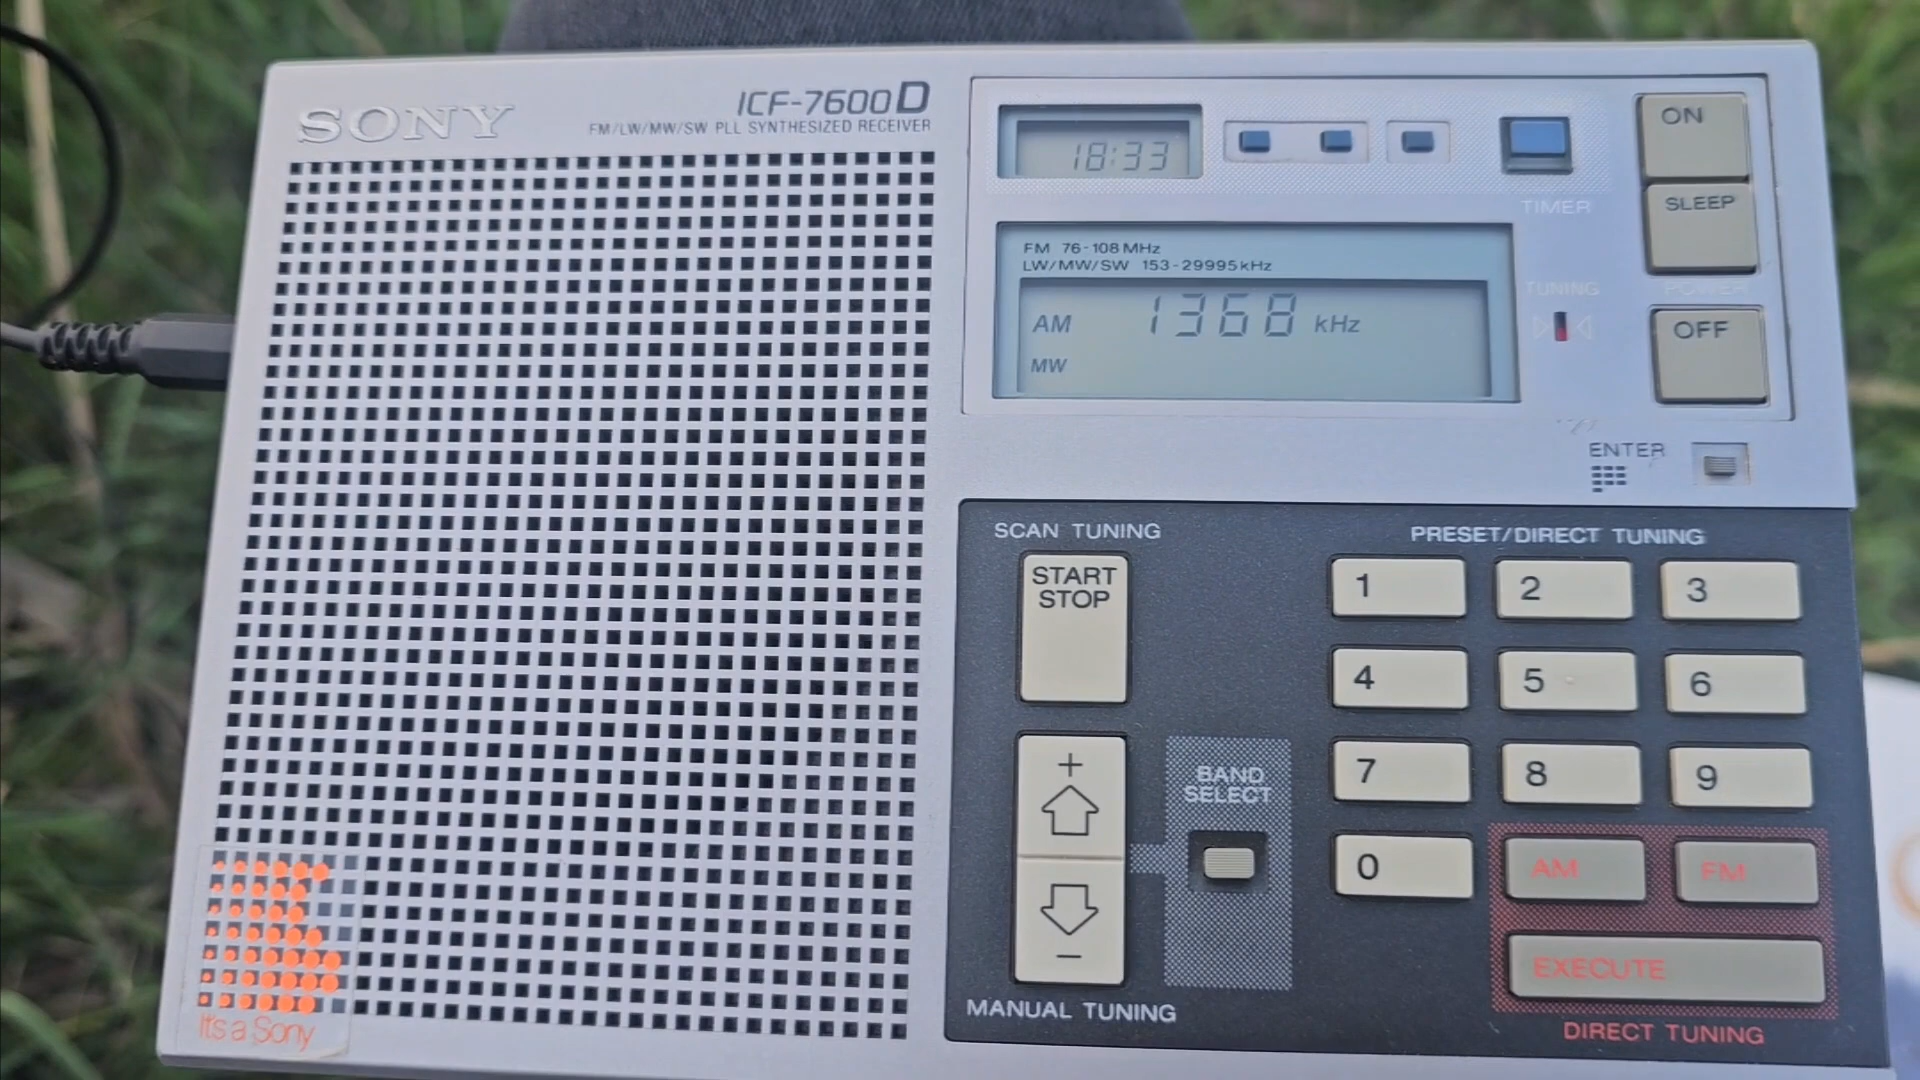 SONY
ICF-7600D
FM/LW/MW/SW PLL SYNTHESIZED RECEIVER
18:33
TIMER
ON
SLEEP
POWER
OFF
FM 76-108 MHz
LW/MW/SW 153-29995 kHz
AM 1368 kHz
MW
TUNING
ENTER
SCAN TUNING
START
STOP
+
-
MANUAL TUNING
BAND
SELECT
PRESET/DIRECT TUNING
1 2 3
4 5 6
7 8 9
0 AM FM
EXECUTE
DIRECT TUNING
It's a Sony